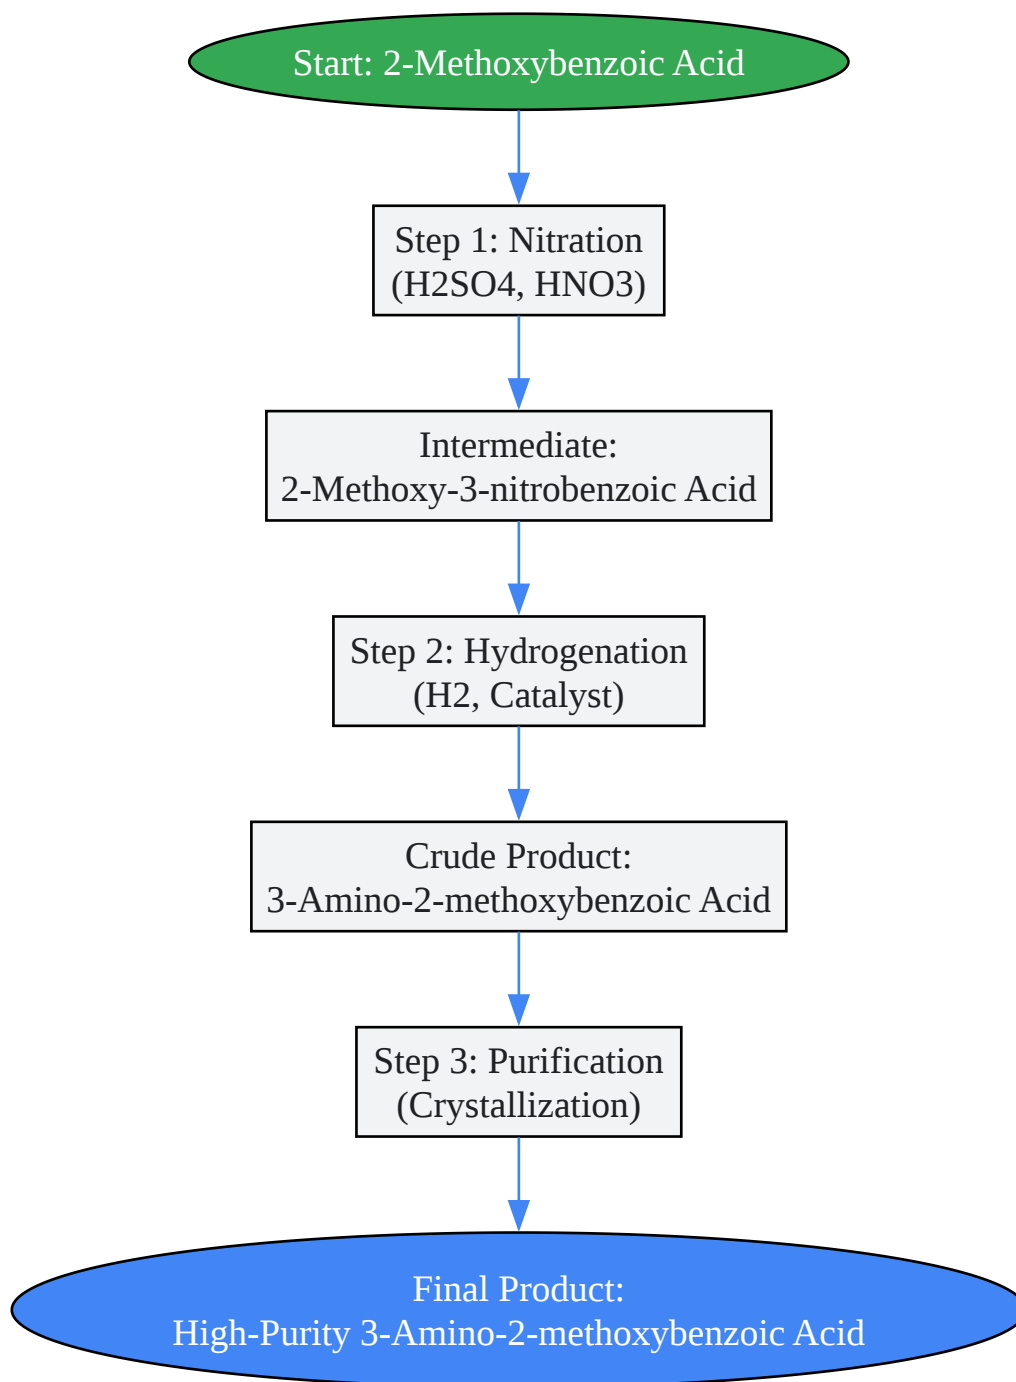 Start: 2-Methoxybenzoic Acid
Step 1: Nitration
(H2SO4, HNO3)
Intermediate:
2-Methoxy-3-nitrobenzoic Acid
Step 2: Hydrogenation
(H2, Catalyst)
Crude Product:
3-Amino-2-methoxybenzoic Acid
Step 3: Purification
(Crystallization)
Final Product:
High-Purity 3-Amino-2-methoxybenzoic Acid